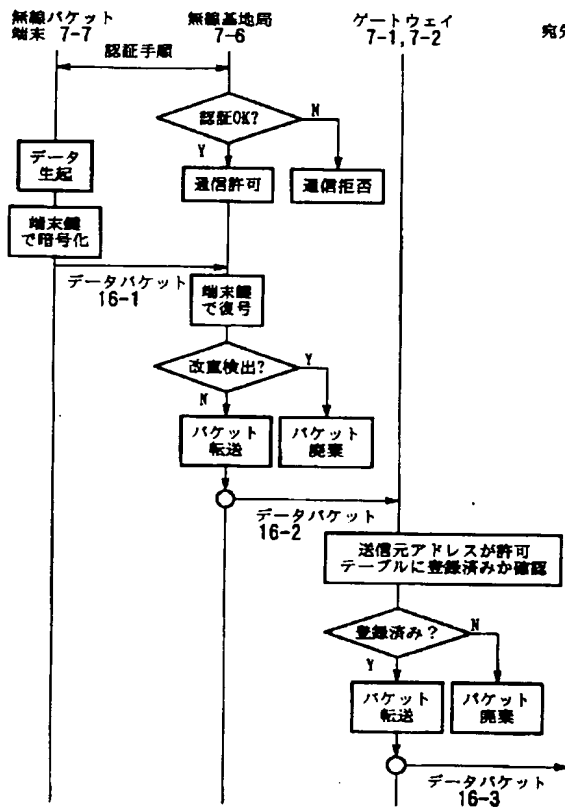 無線パケット
端末 7-7
無線基地局
7-6
ゲートウェイ
7-1, 7-2
宛先
認証手順
認証OK?
N
Y
データ
生起
通信許可
通信拒否
端末鍵
で暗号化
データパケット
16-1
端末鍵
で復号
改竄検出?
Y
N
パケット
転送
パケット
廃棄
データパケット
16-2
送信元アドレスが許可
テーブルに登録済みか確認
登録済み?
N
Y
パケット
転送
パケット
廃棄
データパケット
16-3